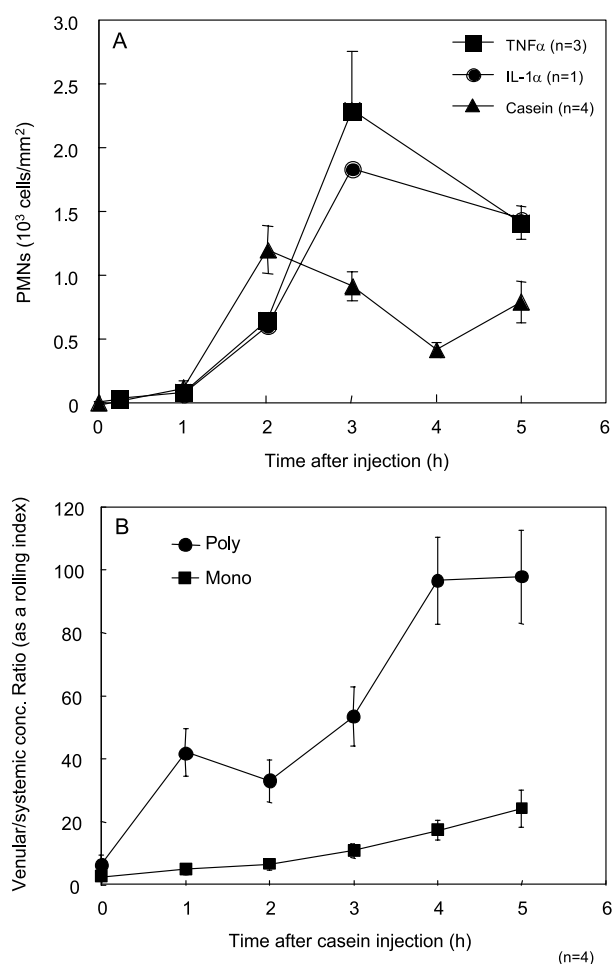 A
TNFα (n=3)
IL-1α (n=1)
Casein (n=4)
PMNs (10³ cells/mm²)
3.0
2.5
2.0
1.5
1.0
0.5
0
0 1 2 3 4 5 6
Time after injection (h)
B
Poly
Mono
Venular/systemic conc. Ratio (as a rolling index)
120
100
80
60
40
20
0
0 1 2 3 4 5 6
Time after casein injection (h)
(n=4)